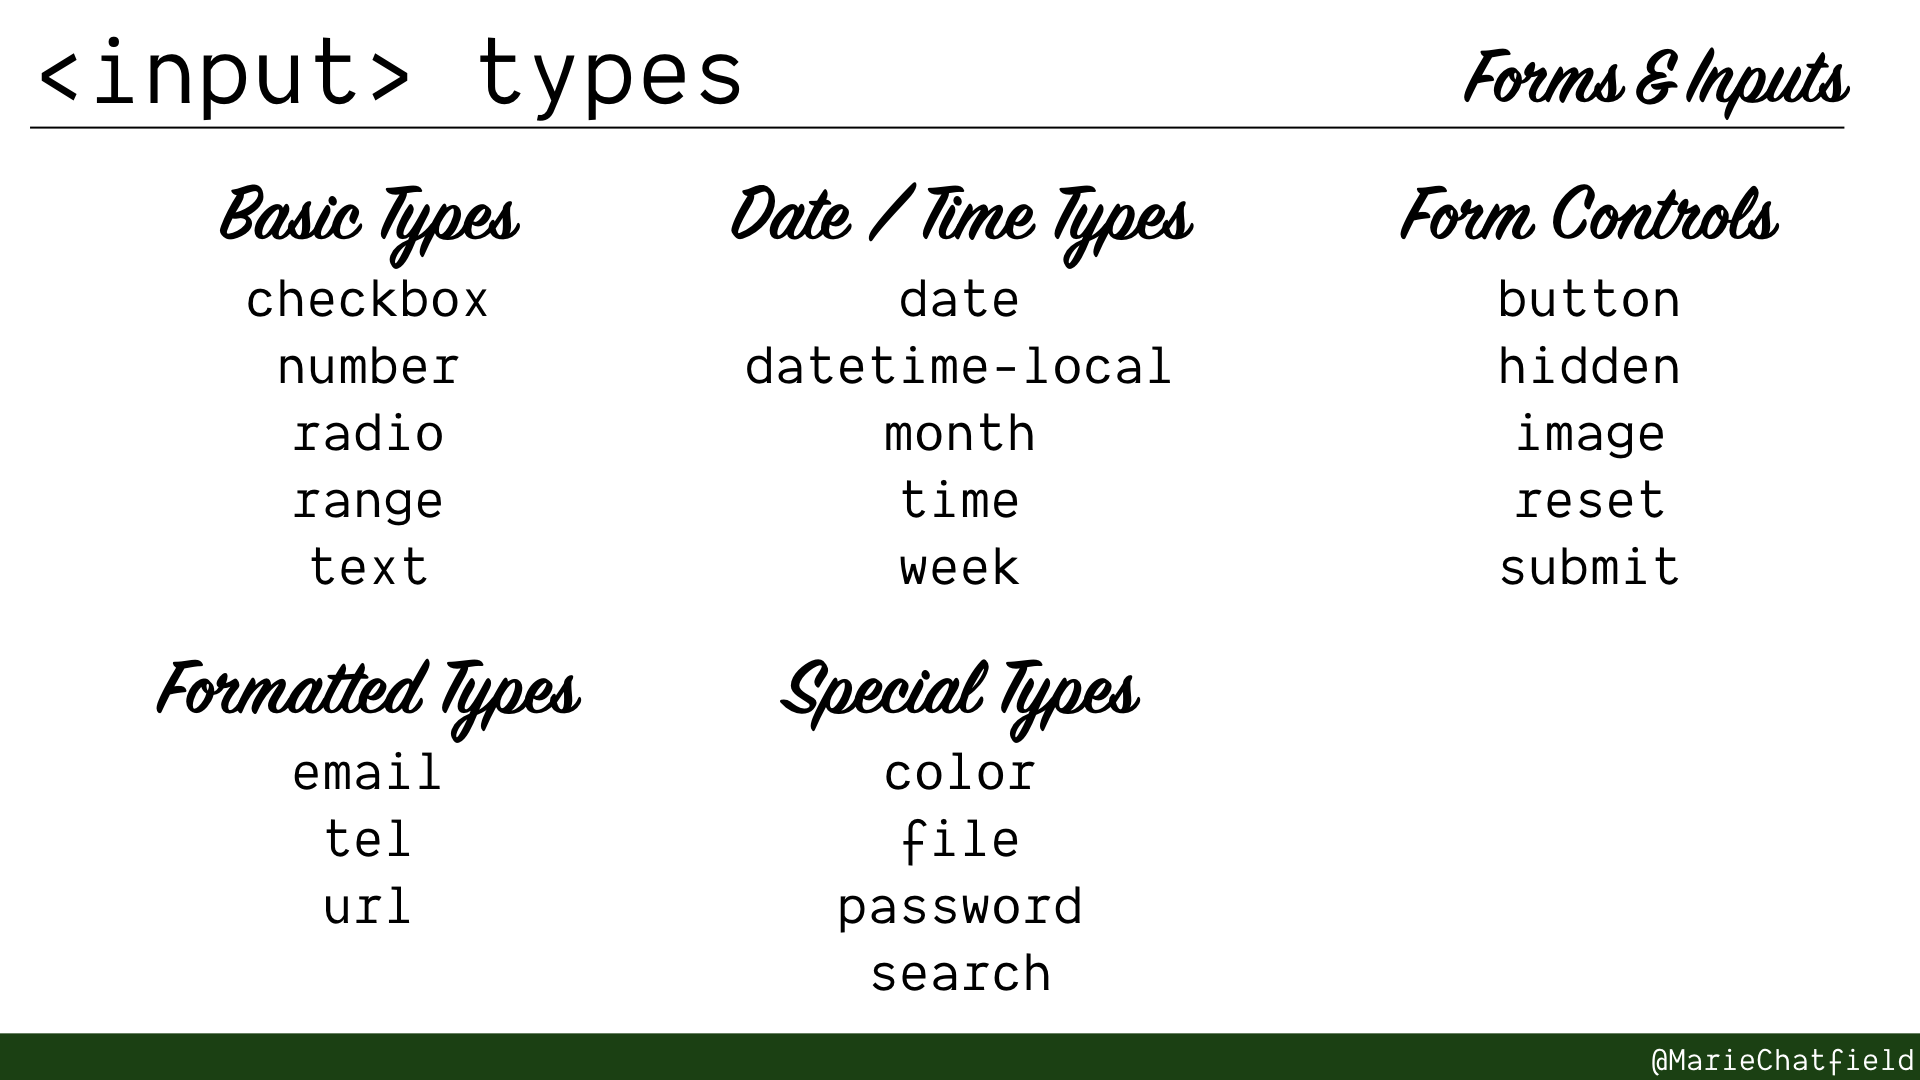 <input> types
Forms & Inputs
Basic Types
checkbox
number
radio
range
text
Date / Time Types
date
datetime-local
month
time
week
Form Controls
button
hidden
image
reset
submit
Formatted Types
email
tel
url
Special Types
color
file
password
search
@MarieChatfield